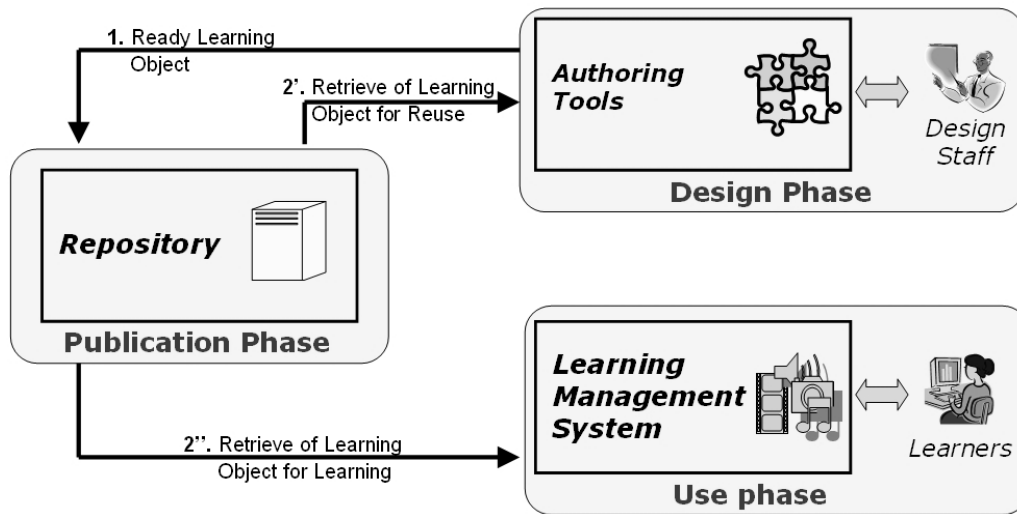 1. Ready Learning
Object
2'. Retrieve of Learning
Object for Reuse
Authoring
Tools
Design
Staff
Design Phase
Repository
Publication Phase
2''. Retrieve of Learning
Object for Learning
Learning
Management
System
Learners
Use phase